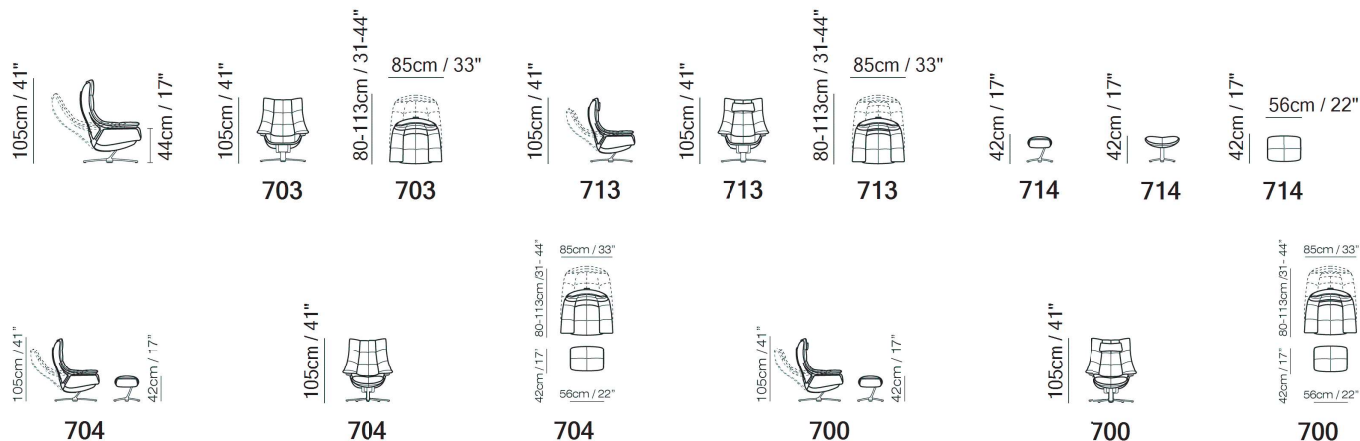 105cm / 41"
44cm / 17"
105cm / 41"
703
80-113cm / 31-44"
85cm / 33"
703
105cm / 41"
713
105cm / 41"
713
80-113cm / 31-44"
85cm / 33"
713
42cm / 17"
714
42cm / 17"
714
42cm / 17"
56cm / 22"
714
105cm / 41"
42cm / 17"
704
105cm / 41"
704
85cm / 33"
80-113cm /31- 44"
42cm / 17'
56cm / 22"
704
105cm / 41"
42cm / 17"
700
105cm / 41"
700
85cm / 33"
80-113cm /31- 44"
42cm / 17'
56cm / 22"
700